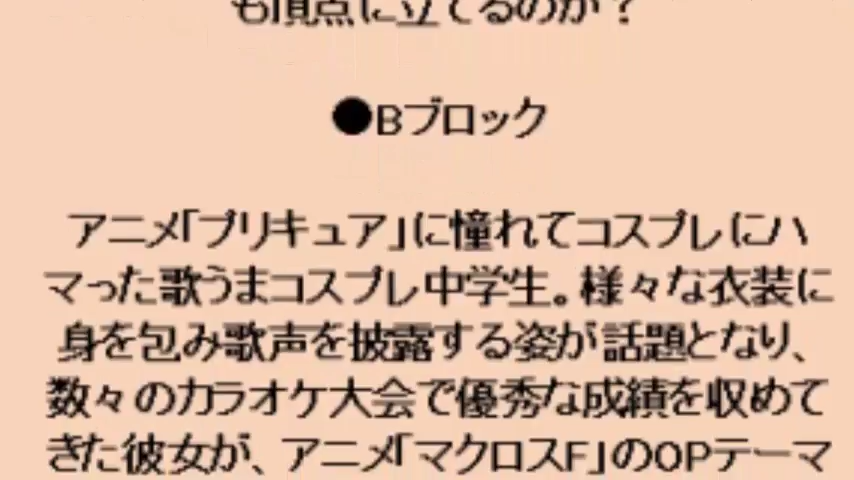 も頂点に立てるのか？
●Bブロック
アニメ「プリキュア」に憧れてコスプレにハ
マった歌うまコスプレ中学生。様々な衣装に
身を包み歌声を披露する姿が話題となり、
数々のカラオケ大会で優秀な成績を収めて
きた彼女が、アニメ「マクロスF」のOPテーマ